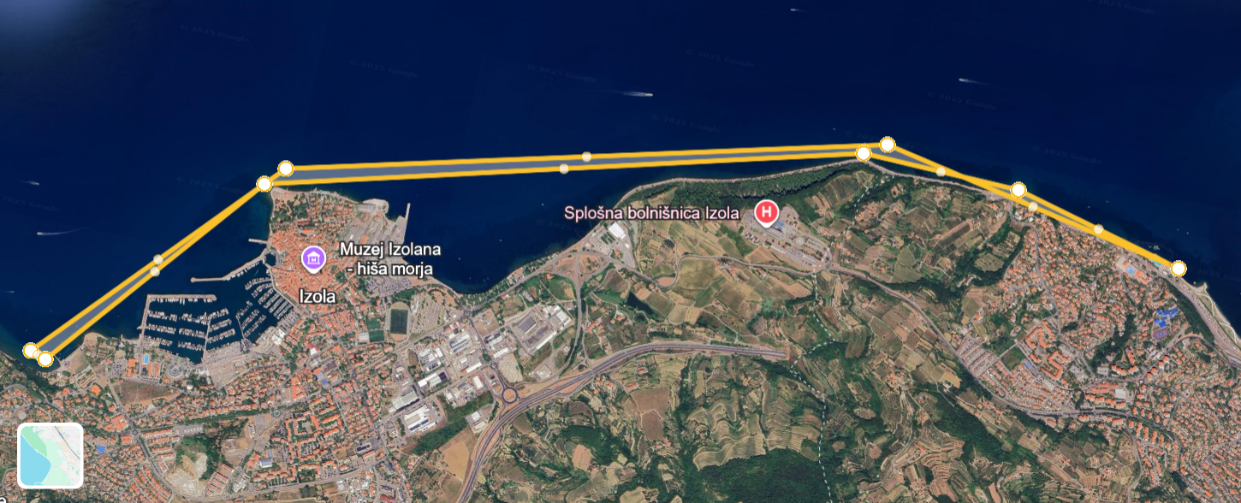 Splošna bolnišnica Izola
H
Muzej Izolana
- hiša morja
Izola